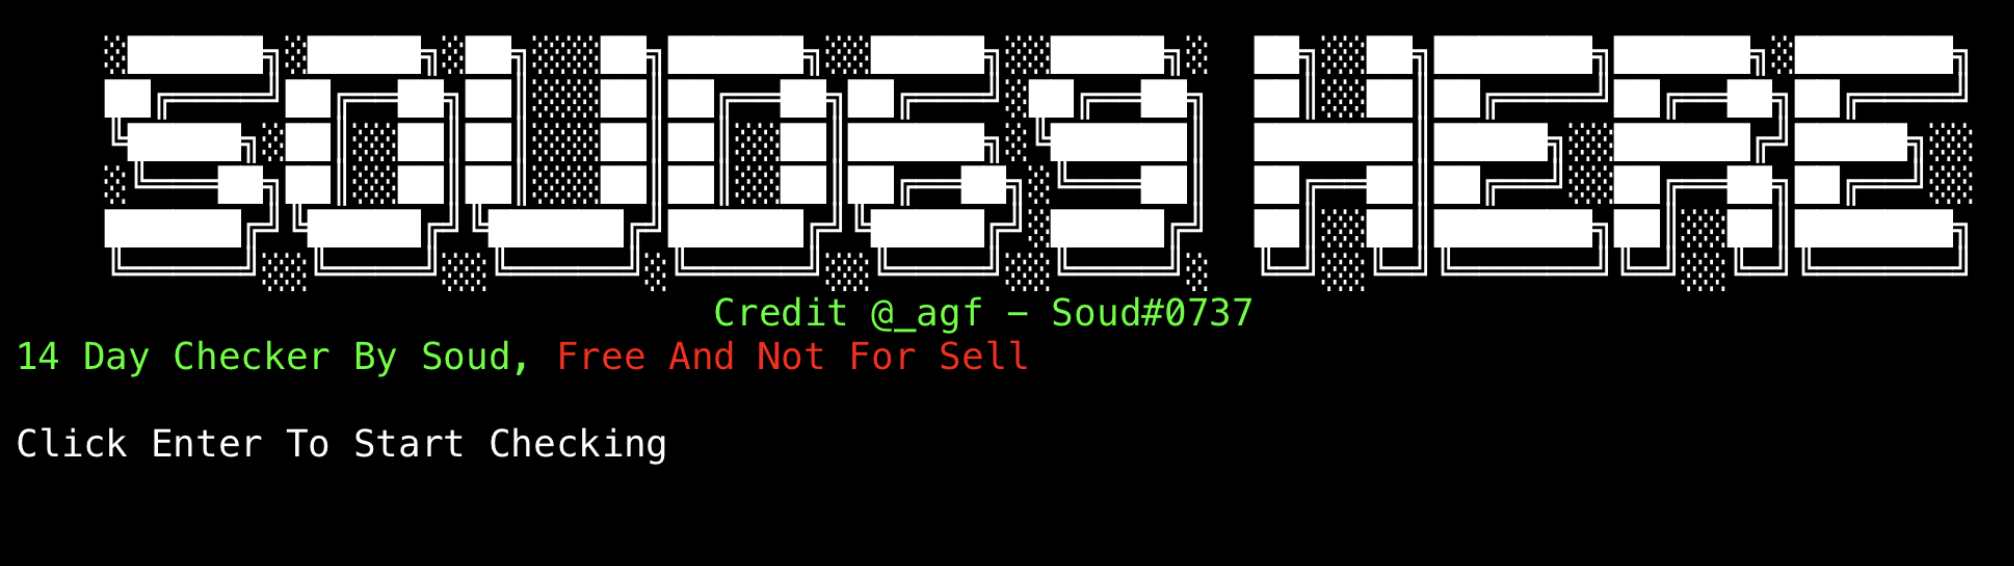 SOUD69 HERE
Credit @_agf - Soud#0737
14 Day Checker By Soud, Free And Not For Sell
Click Enter To Start Checking